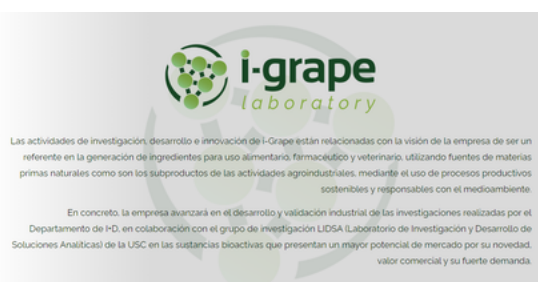 i-grape
laboratory
Las actividades de investigación, desarrollo e innovación de i-Grape están relacionadas con la visión de la empresa de ser un
referente en la generación de ingredientes para uso alimentario, farmacéutico y veterinario, utilizando fuentes de materias
primas naturales como son los subproductos de las actividades agroindustriales, mediante el uso de procesos productivos
sostenibles y responsables con el medioambiente.
En concreto, la empresa avanzará en el desarrollo y validación industrial de las investigaciones realizadas por el
Departamento de I+D, en colaboración con el grupo de investigación LIDSA (Laboratorio de Investigación y Desarrollo de
Soluciones Analíticas) de la USC en las sustancias bioactivas que presentan un mayor potencial de mercado por su novedad,
valor comercial y su fuerte demanda.